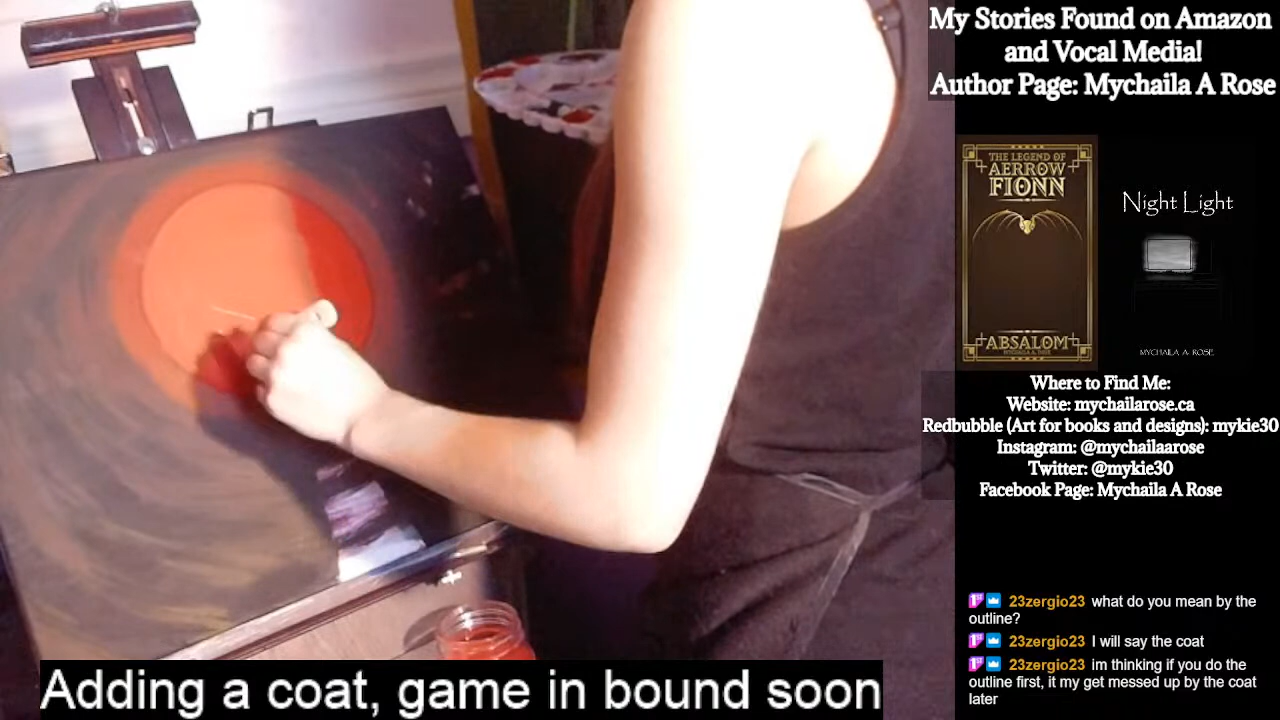 My Stories Found on Amazon
and Vocal Media!
Author Page: Mychaila A Rose
THE LEGEND OF
AERROW
FIONN
ABSALOM
MYCHAILA A. ROSE
Night Light
MYCHAILA A ROSE
Where to Find Me:
Website: mychailarose.ca
Redbubble (Art for books and designs): mykie30
Instagram: @mychailaarose
Twitter: @mykie30
Facebook Page: Mychaila A Rose
23zergio23 what do you mean by the
outline?
23zergio23 I will say the coat
23zergio23 im thinking if you do the
outline first, it my get messed up by the coat
later
Adding a coat, game in bound soon